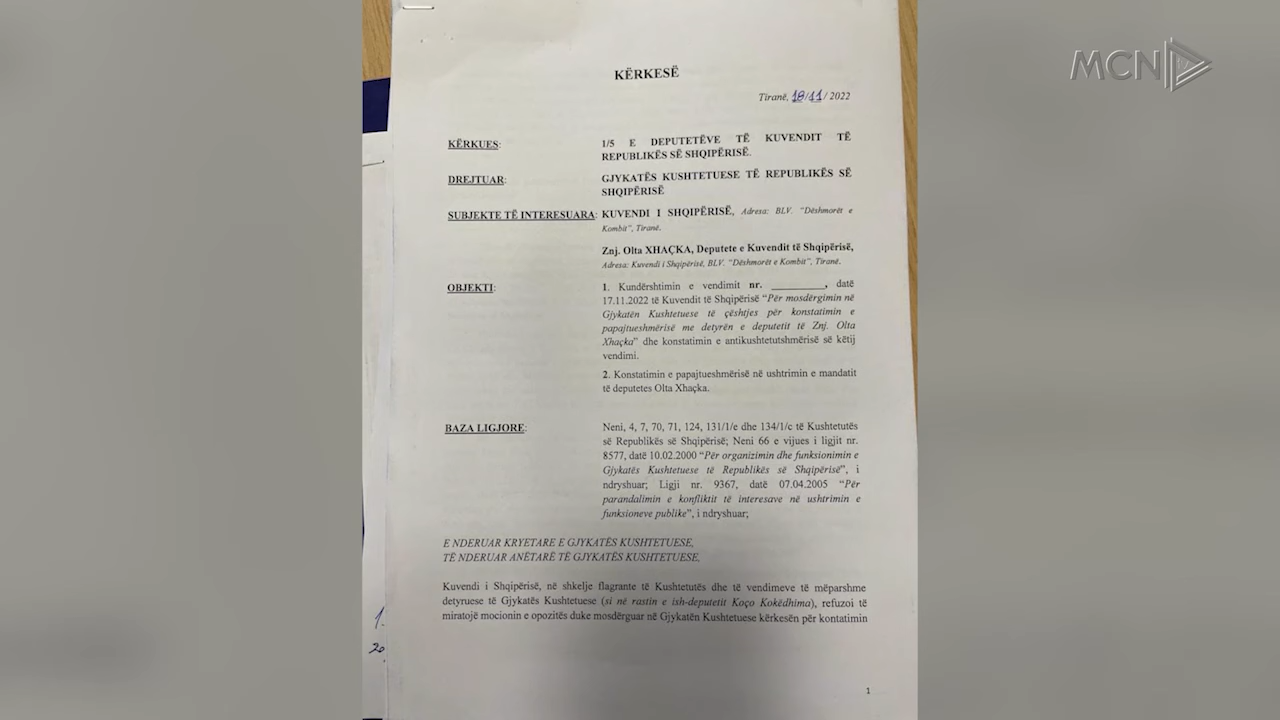 MCN TV
KËRKESË
Tiranë, 18/11/ 2022
KËRKUES: 1/5 E DEPUTETËVE TË KUVENDIT TË
REPUBLIKËS SË SHQIPËRISË.
DREJTUAR: GJYKATËS KUSHTETUESE TË REPUBLIKËS SË
SHQIPËRISË
SUBJEKTE TË INTERESUARA: KUVENDI I SHQIPËRISË, Adresa: BLV. "Dëshmorët e
Kombit", Tiranë.
Znj. Olta XHAÇKA, Deputete e Kuvendit të Shqipërisë,
Adresa: Kuvendi i Shqipërisë, BLV. "Dëshmorët e Kombit", Tiranë.
OBJEKTI: 1. Kundërshtimin e vendimit nr. __________, datë
17.11.2022 të Kuvendit të Shqipërisë "Për mosdërgimin në
Gjykatën Kushtetuese të çështjes për konstatimin e
papajtueshmërisë me detyrën e deputetit të Znj. Olta
Xhaçka" dhe konstatimin e antikushtetutshmërisë së këtij
vendimi.
2. Konstatimin e papajtueshmërisë në ushtrimin e mandatit
të deputetes Olta Xhaçka.
BAZA LIGJORE: Neni, 4, 7, 70, 71, 124, 131/1/e dhe 134/1/c të Kushtetutës
së Republikës së Shqipërisë; Neni 66 e vijues i ligjit nr.
8577, datë 10.02.2000 "Për organizimin dhe funksionimin e
Gjykatës Kushtetuese të Republikës së Shqipërisë", i
ndryshuar; Ligji nr. 9367, datë 07.04.2005 "Për
parandalimin e konfliktit të interesave në ushtrim e
funksioneve publike", i ndryshuar;
E NDERUAR KRYETARE E GJYKATËS KUSHTETUESE,
TË NDERUAR ANËTARË TË GJYKATËS KUSHTETUESE,
Kuvendi i Shqipërisë, në shkelje flagrante të Kushtetutës dhe të vendimeve të mëparshme
detyruese të Gjykatës Kushtetuese (si në rastin e ish-deputetit Koço Kokëdhima), refuzoi të
miratojë mocionin e opozitës duke mosdërguar në Gjykatën Kushtetuese kërkesën për kontatimin
1